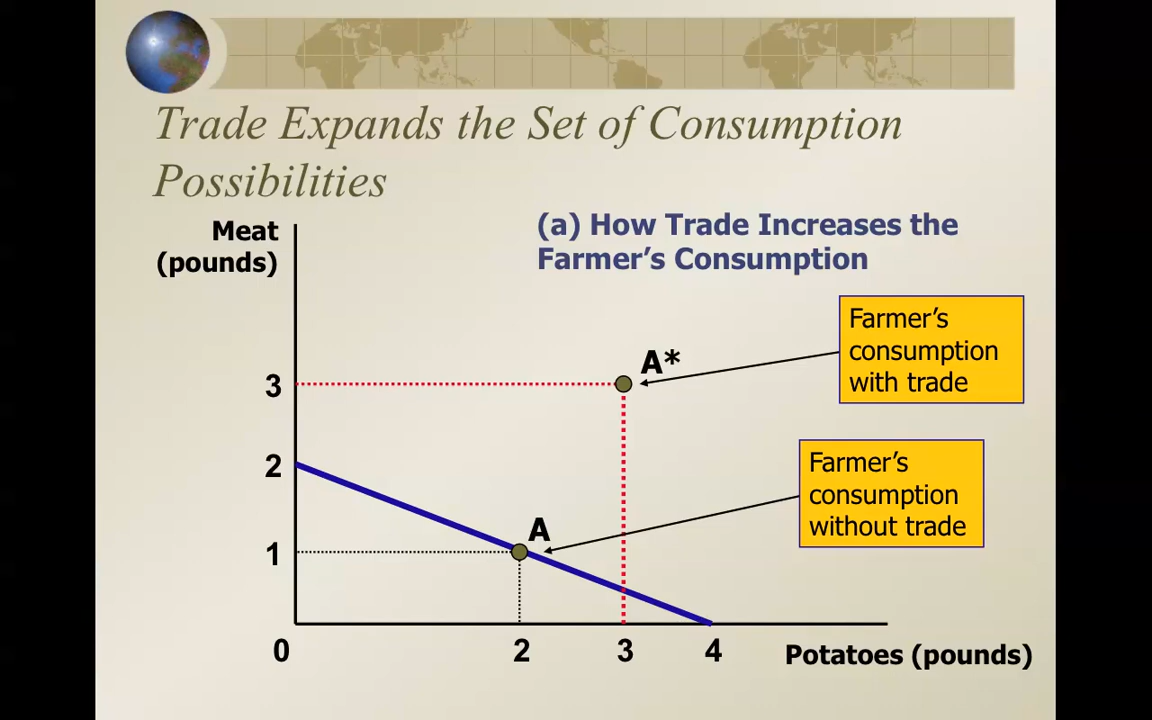 Trade Expands the Set of Consumption
Possibilities
Meat
(pounds)
(a) How Trade Increases the
Farmer’s Consumption
Farmer’s
consumption
with trade
A*
3
2
Farmer’s
consumption
without trade
A
1
0
2
3
4
Potatoes (pounds)